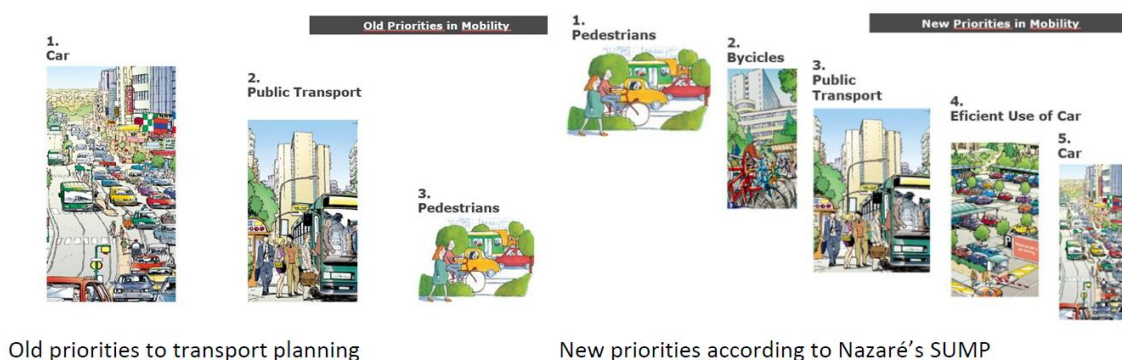 Old Priorities in Mobility
1.
Car
2.
Public Transport
3.
Pedestrians
Old priorities to transport planning
New Priorities in Mobility
1.
Pedestrians
2.
Bycicles
3.
Public
Transport
4.
Eficient Use of Car
5.
Car
New priorities according to Nazaré's SUMP